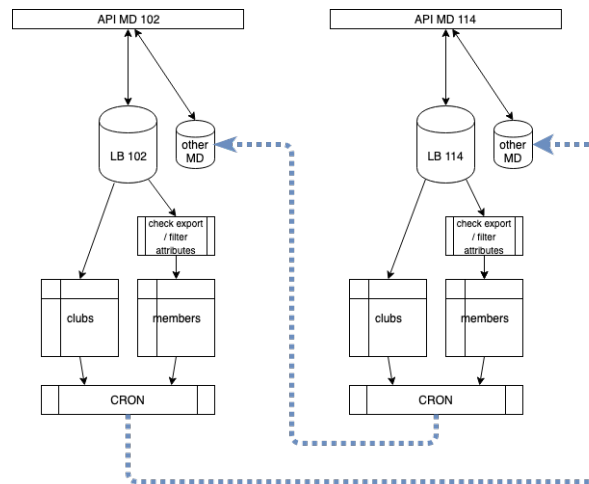 API MD 102
API MD 114
LB 102
other
MD
LB 114
other
MD
check export
/ filter
attributes
check export
/ filter
attributes
clubs
members
clubs
members
CRON
CRON